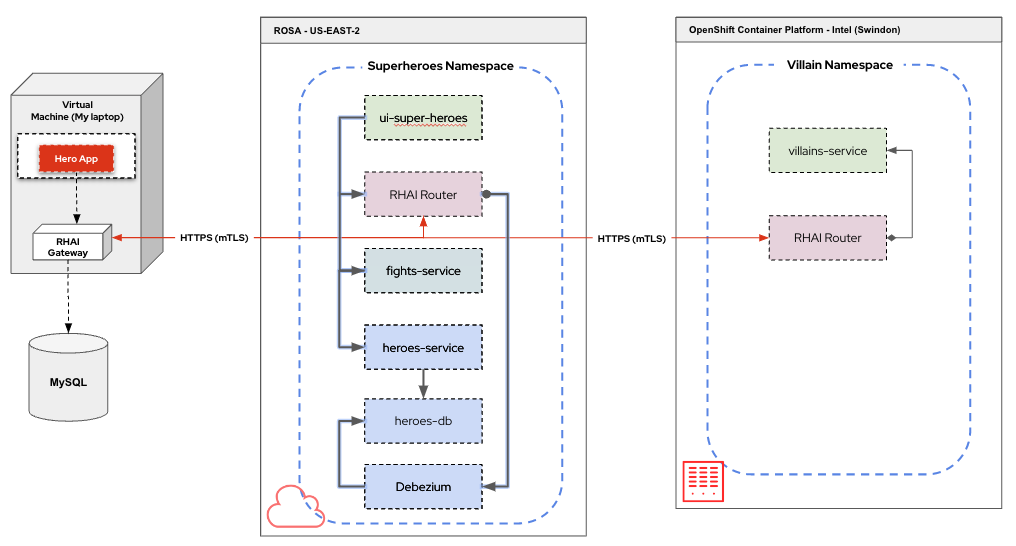 ROSA - US-EAST-2
OpenShift Container Platform - Intel (Swindon)
Superheroes Namespace
Villain Namespace
Virtual
Machine (My laptop)
Hero App
RHAI
Gateway
MySQL
HTTPS (mTLS)
ui-super-heroes
RHAI Router
fights-service
heroes-service
heroes-db
Debezium
HTTPS (mTLS)
villains-service
RHAI Router